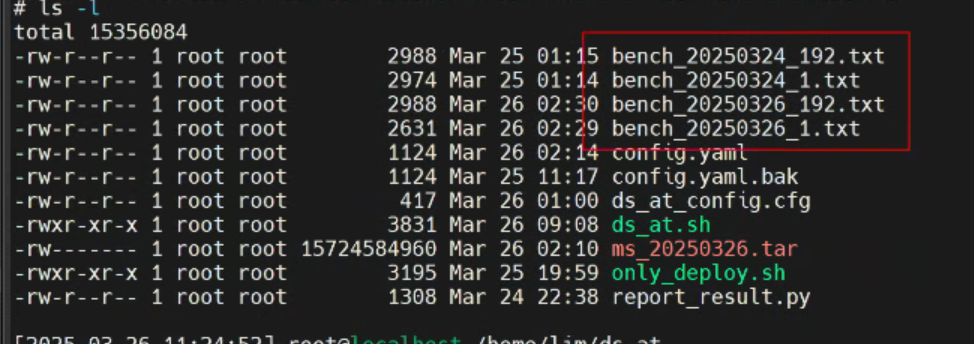 # ls -l
total 15356084
-rw-r--r-- 1 root root 2988 Mar 25 01:15 bench_20250324_192.txt
-rw-r--r-- 1 root root 2974 Mar 25 01:14 bench_20250324_1.txt
-rw-r--r-- 1 root root 2988 Mar 26 02:30 bench_20250326_192.txt
-rw-r--r-- 1 root root 2631 Mar 26 02:29 bench_20250326_1.txt
-rw-r--r-- 1 root root 1124 Mar 26 02:14 config.yaml
-rw-r--r-- 1 root root 1124 Mar 25 11:17 config.yaml.bak
-rw-r--r-- 1 root root 417 Mar 26 01:00 ds_at_config.cfg
-rwxr-xr-x 1 root root 3831 Mar 26 09:08 ds_at.sh
-rw------- 1 root root 15724584960 Mar 26 02:10 ms_20250326.tar
-rwxr-xr-x 1 root root 3195 Mar 25 19:59 only_deploy.sh
-rw-r--r-- 1 root root 1308 Mar 24 22:38 report_result.py
[2025-03-26 11:24:52] root@localhost /home/lim/ds_at